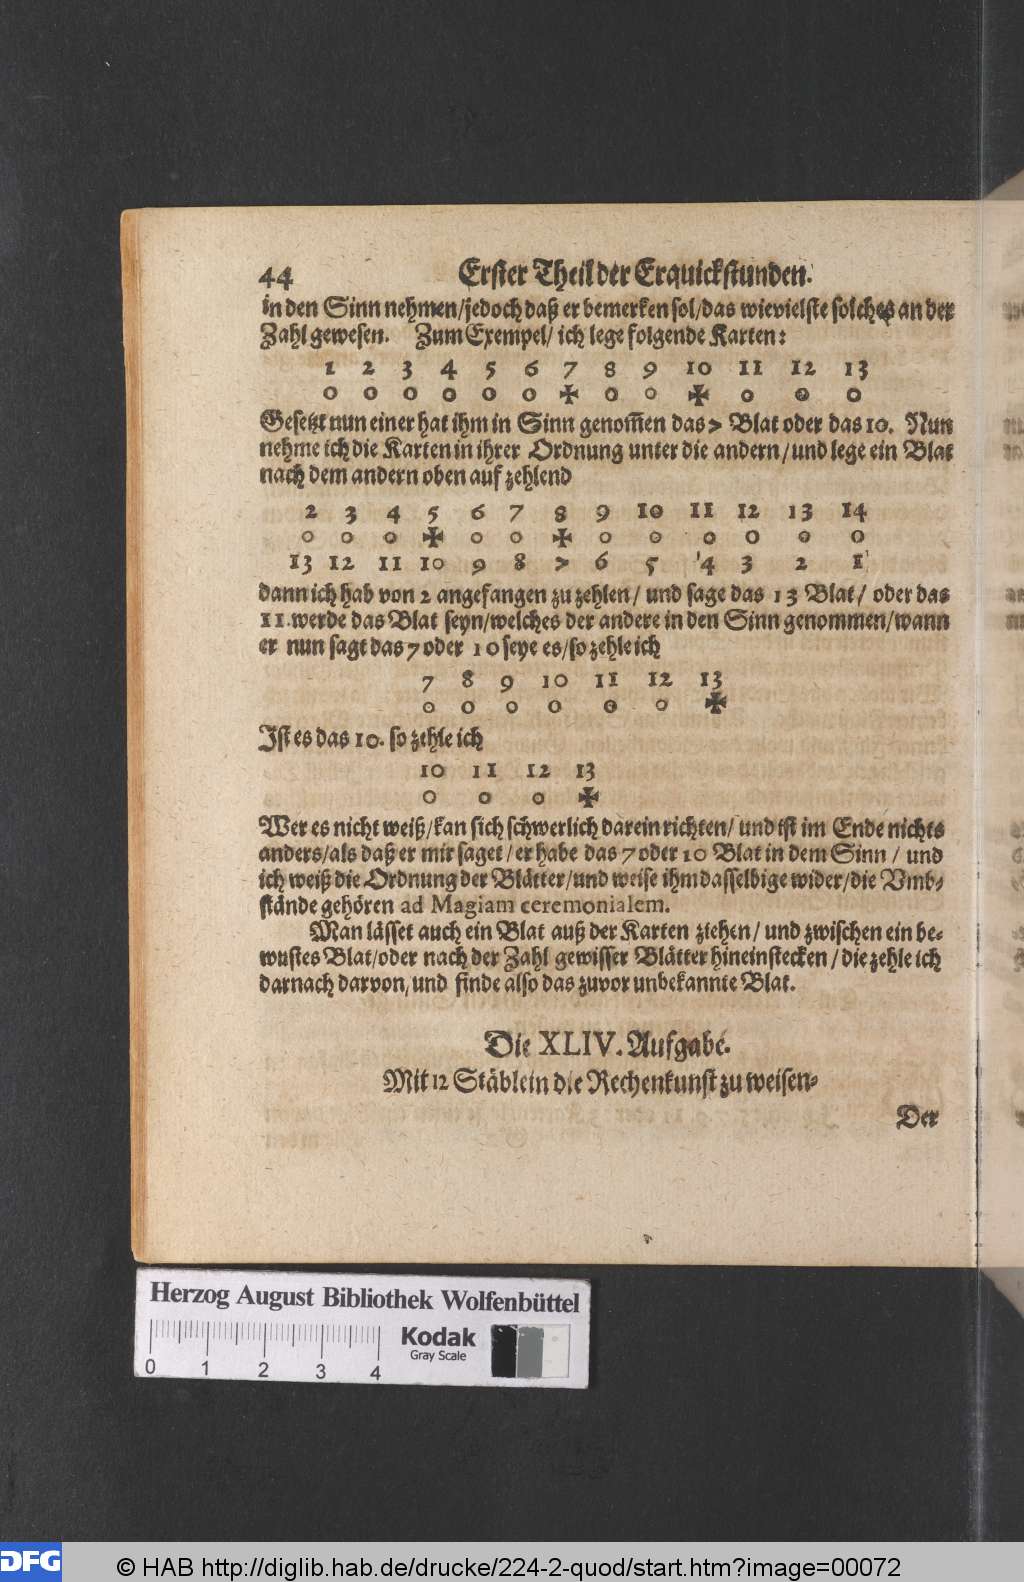 44 Erster Theil der Erquickstunden.
in den Sinn nehmen/jedoch daß er bemerken sol/das wievielste solches an der
Zahl gewesen. Zum Exempel/ ich lege folgende Karten:
1 2 3 4 5 6 7 8 9 10 11 12 13
o o o o o o ✠ o o ✠ o o o
Gesetzt nun einer hat ihm in Sinn genom̃en das 7 Blat oder das 10. Nun
nehme ich die Karten in ihrer Ordnung unter die andern/und lege ein Blat
nach dem andern oben auf zehlend
2 3 4 5 6 7 8 9 10 11 12 13 14
o o o ✠ o o ✠ o o o o o o
13 12 11 10 9 8 7 6 5 4 3 2 1
dann ich hab von 2 angefangen zu zehlen/ und sage das 13 Blat/ oder das
11. werde das Blat seyn/welches der andere in den Sinn genommen/wann
er nun sagt das 7 oder 10 seye es/so zehle ich
7 8 9 10 11 12 13
o o o o o o ✠
Ist es das 10. so zehle ich
10 11 12 13
o o o ✠
Wer es nicht weiß/kan sich schwerlich darein richten/ und ist im Ende nichts
anders/als daß er mir saget/er habe das 7 oder 10 Blat in dem Sinn/ und
ich weiß die Ordnung der Blätter/und weise ihm dasselbige wider/die Vmb-
stände gehören ad Magiam ceremonialem.
Man lässet auch ein Blat auß der Karten ziehen/ und zwischen ein be-
wustes Blat/oder nach der Zahl gewisser Blätter hineinstecken/die zehle ich
darnach darvon, und finde also das zuvor unbekannte Blat.
Die XLIV. Aufgabe.
Mit 12 Stäblein die Rechenkunst zu weisen-
Der
Herzog August Bibliothek Wolfenbüttel
Kodak
Gray Scale
0 1 2 3 4
DFG © HAB http://diglib.hab.de/drucke/224-2-quod/start.htm?image=00072